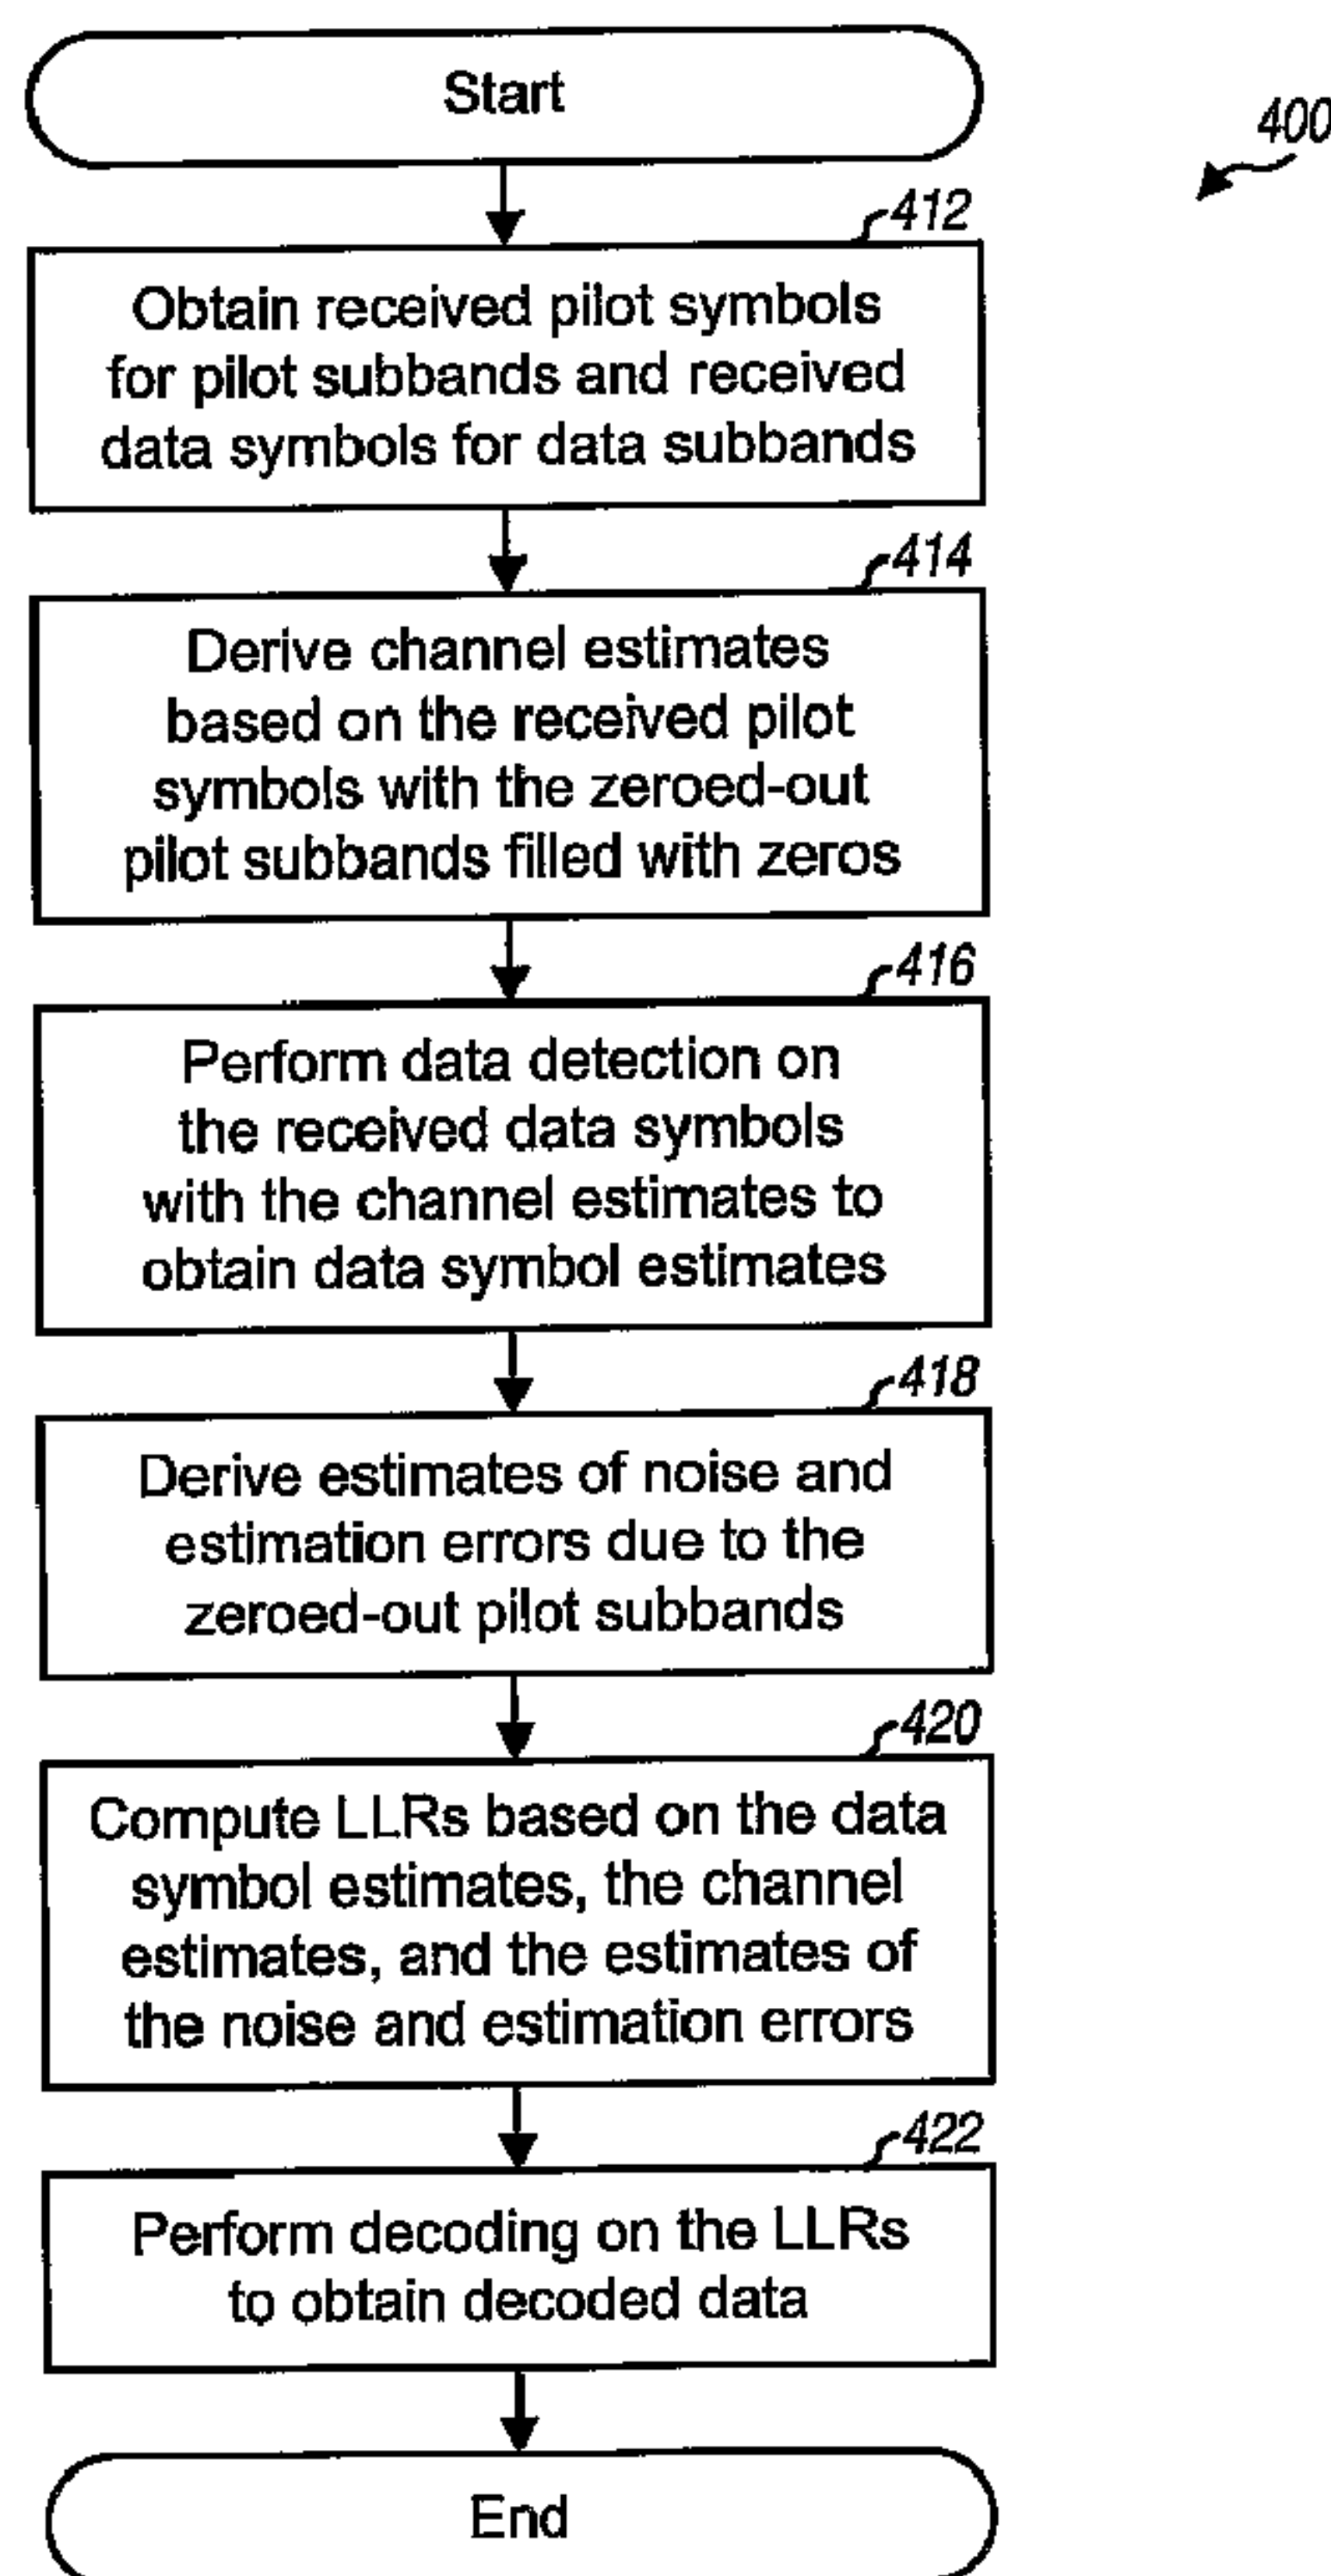 Start
400
412
Obtain received pilot symbols
for pilot subbands and received
data symbols for data subbands
414
Derive channel estimates
based on the received pilot
symbols with the zeroed-out
pilot subbands filled with zeros
416
Perform data detection on
the received data symbols
with the channel estimates to
obtain data symbol estimates
418
Derive estimates of noise and
estimation errors due to the
zeroed-out pilot subbands
420
Compute LLRs based on the data
symbol estimates, the channel
estimates, and the estimates of
the noise and estimation errors
422
Perform decoding on the LLRs
to obtain decoded data
End